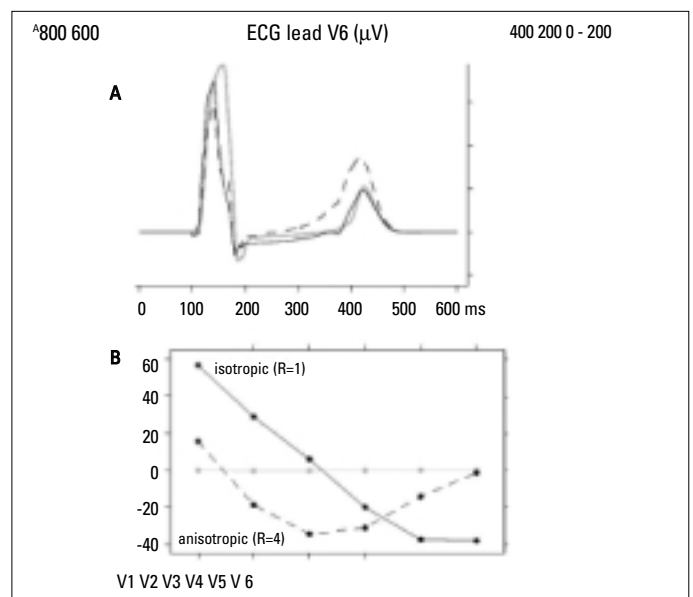 A800 600 ECG lead V6 (µV) 400 200 0 - 200
A
0 100 200 300 400 500 600 ms
B
60
isotropic (R=1)
40
20
0
-20
anisotropic (R=4)
-40
V1 V2 V3 V4 V5 V 6